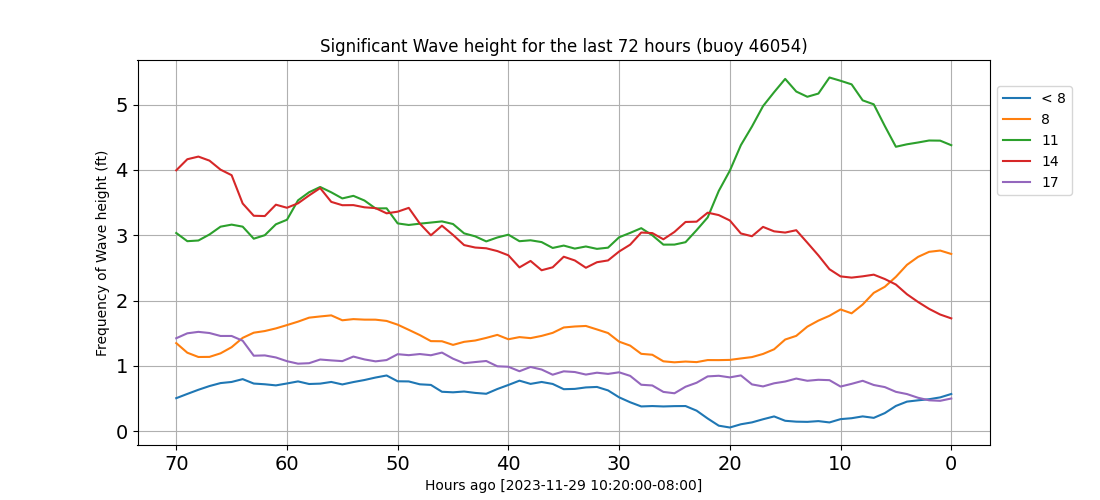 Significant Wave height for the last 72 hours (buoy 46054)
Frequency of Wave height (ft)
5
4
3
2
1
0
70 60 50 40 30 20 10 0
Hours ago [2023-11-29 10:20:00-08:00]
< 8
8
11
14
17